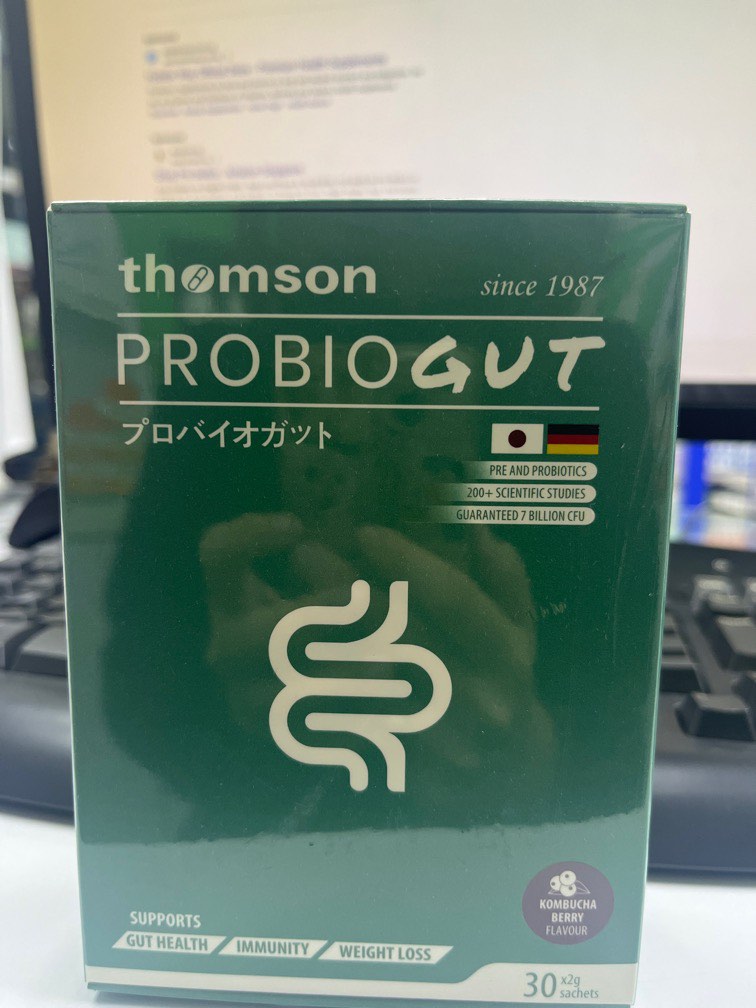 thomson
since 1987
PROBIOGUT
プロバイオガット
PRE AND PROBIOTICS
200+ SCIENTIFIC STUDIES
GUARANTEED 7 BILLION CFU
KOMBUCHA
BERRY
FLAVOUR
SUPPORTS
GUT HEALTH / IMMUNITY / WEIGHT LOSS
30 x2g
sachets